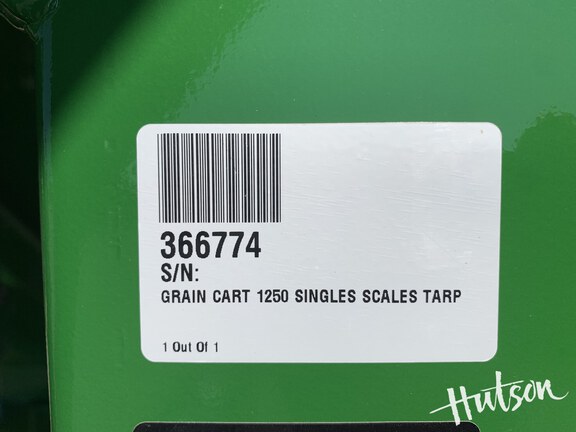 366774
S/N:
GRAIN CART 1250 SINGLES SCALES TARP
1 Out Of 1
Hutson